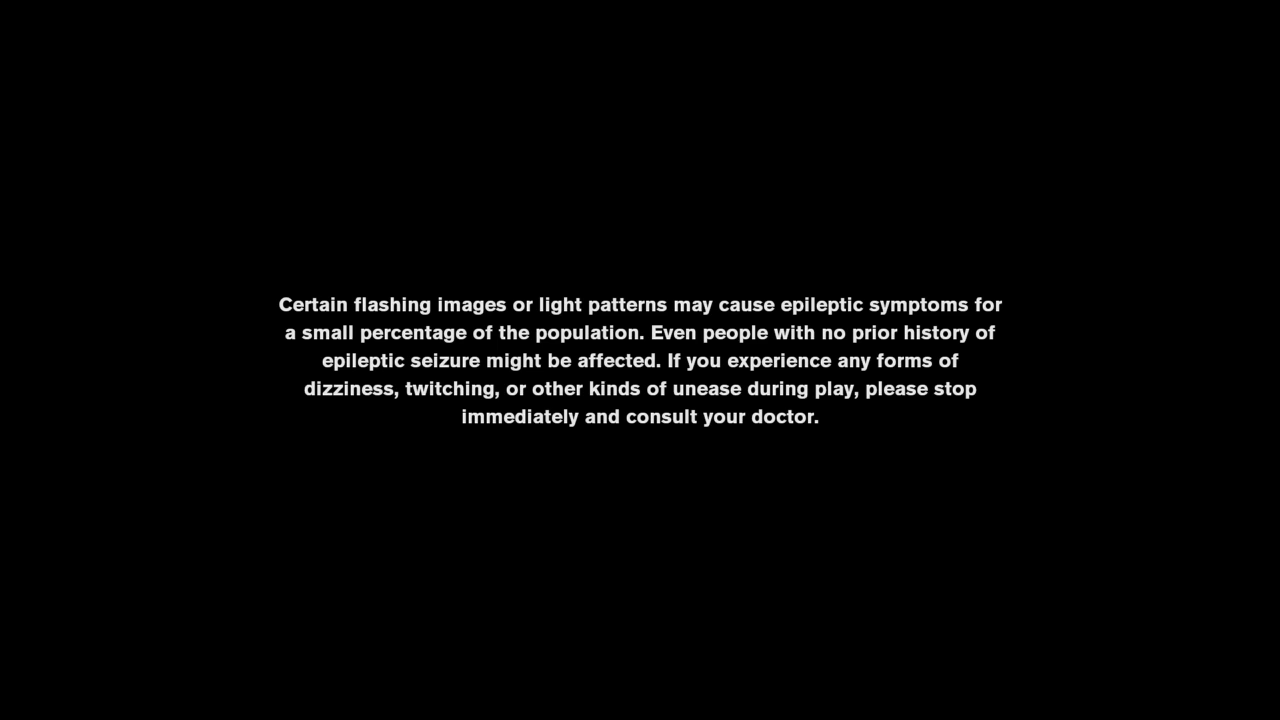 Certain flashing images or light patterns may cause epileptic symptoms for
a small percentage of the population. Even people with no prior history of
epileptic seizure might be affected. If you experience any forms of
dizziness, twitching, or other kinds of unease during play, please stop
immediately and consult your doctor.